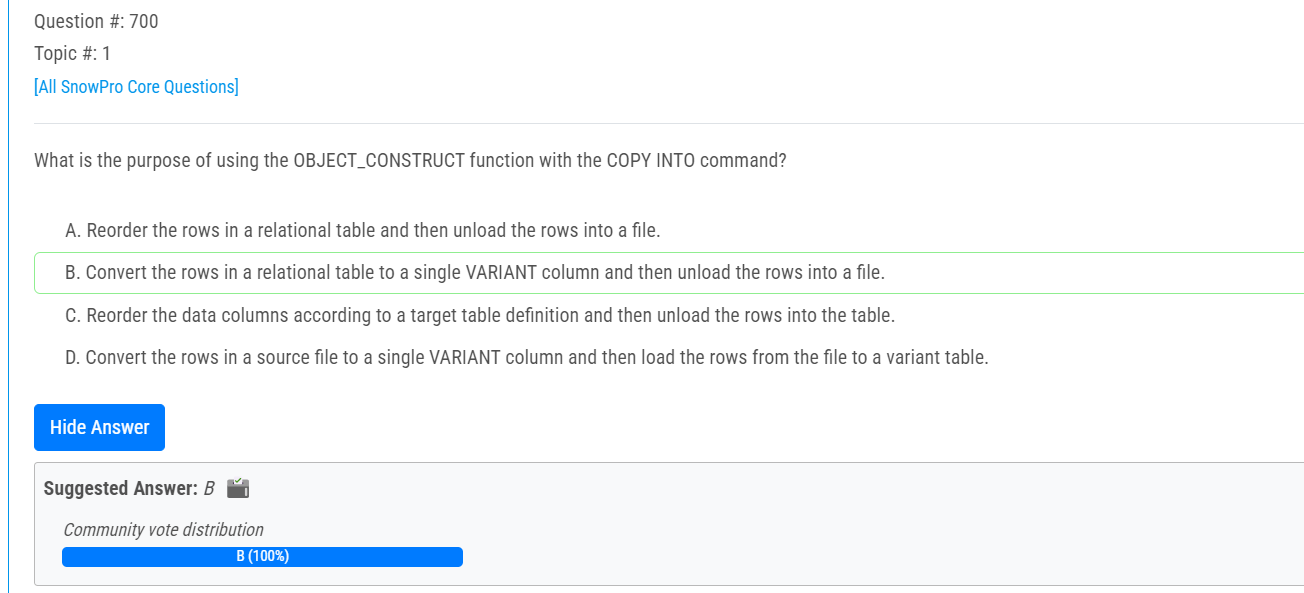 Question #: 700
Topic #: 1
[All SnowPro Core Questions]
What is the purpose of using the OBJECT_CONSTRUCT function with the COPY INTO command?
A. Reorder the rows in a relational table and then unload the rows into a file.
B. Convert the rows in a relational table to a single VARIANT column and then unload the rows into a file.
C. Reorder the data columns according to a target table definition and then unload the rows into the table.
D. Convert the rows in a source file to a single VARIANT column and then load the rows from the file to a variant table.
Hide Answer
Suggested Answer: B
Community vote distribution
B (100%)